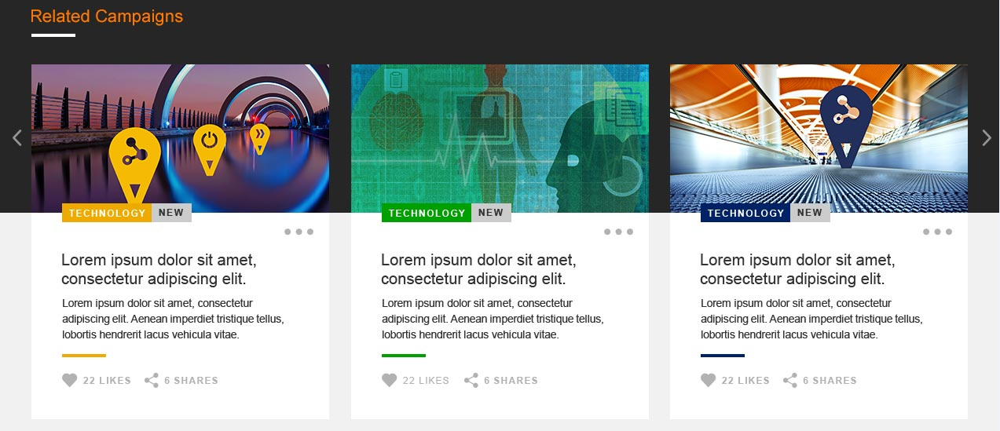 Related Campaigns
TECHNOLOGY NEW
Lorem ipsum dolor sit amet,
consectetur adipiscing elit.
Lorem ipsum dolor sit amet, consectetur
adipiscing elit. Aenean imperdiet tristique tellus,
lobortis hendrerit lacus vehicula vitae.
22 LIKES 6 SHARES
TECHNOLOGY NEW
Lorem ipsum dolor sit amet,
consectetur adipiscing elit.
Lorem ipsum dolor sit amet, consectetur
adipiscing elit. Aenean imperdiet tristique tellus,
lobortis hendrerit lacus vehicula vitae.
22 LIKES 6 SHARES
TECHNOLOGY NEW
Lorem ipsum dolor sit amet,
consectetur adipiscing elit.
Lorem ipsum dolor sit amet, consectetur
adipiscing elit. Aenean imperdiet tristique tellus,
lobortis hendrerit lacus vehicula vitae.
22 LIKES 6 SHARES